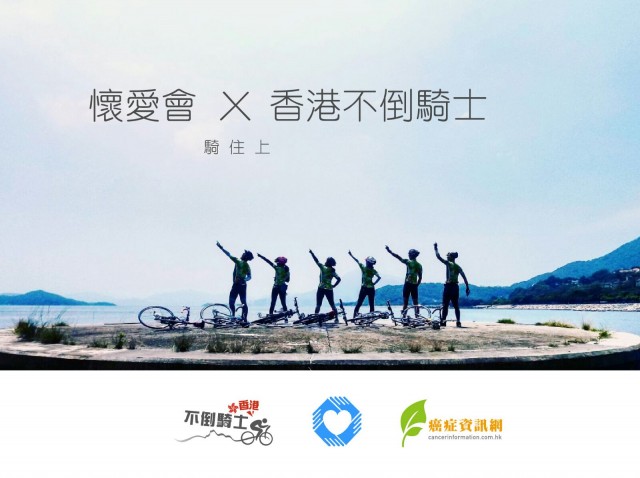 懷愛會 X 香港不倒騎士
騎住上
香港
不倒騎士
癌症資訊網
cancerinformation.com.hk